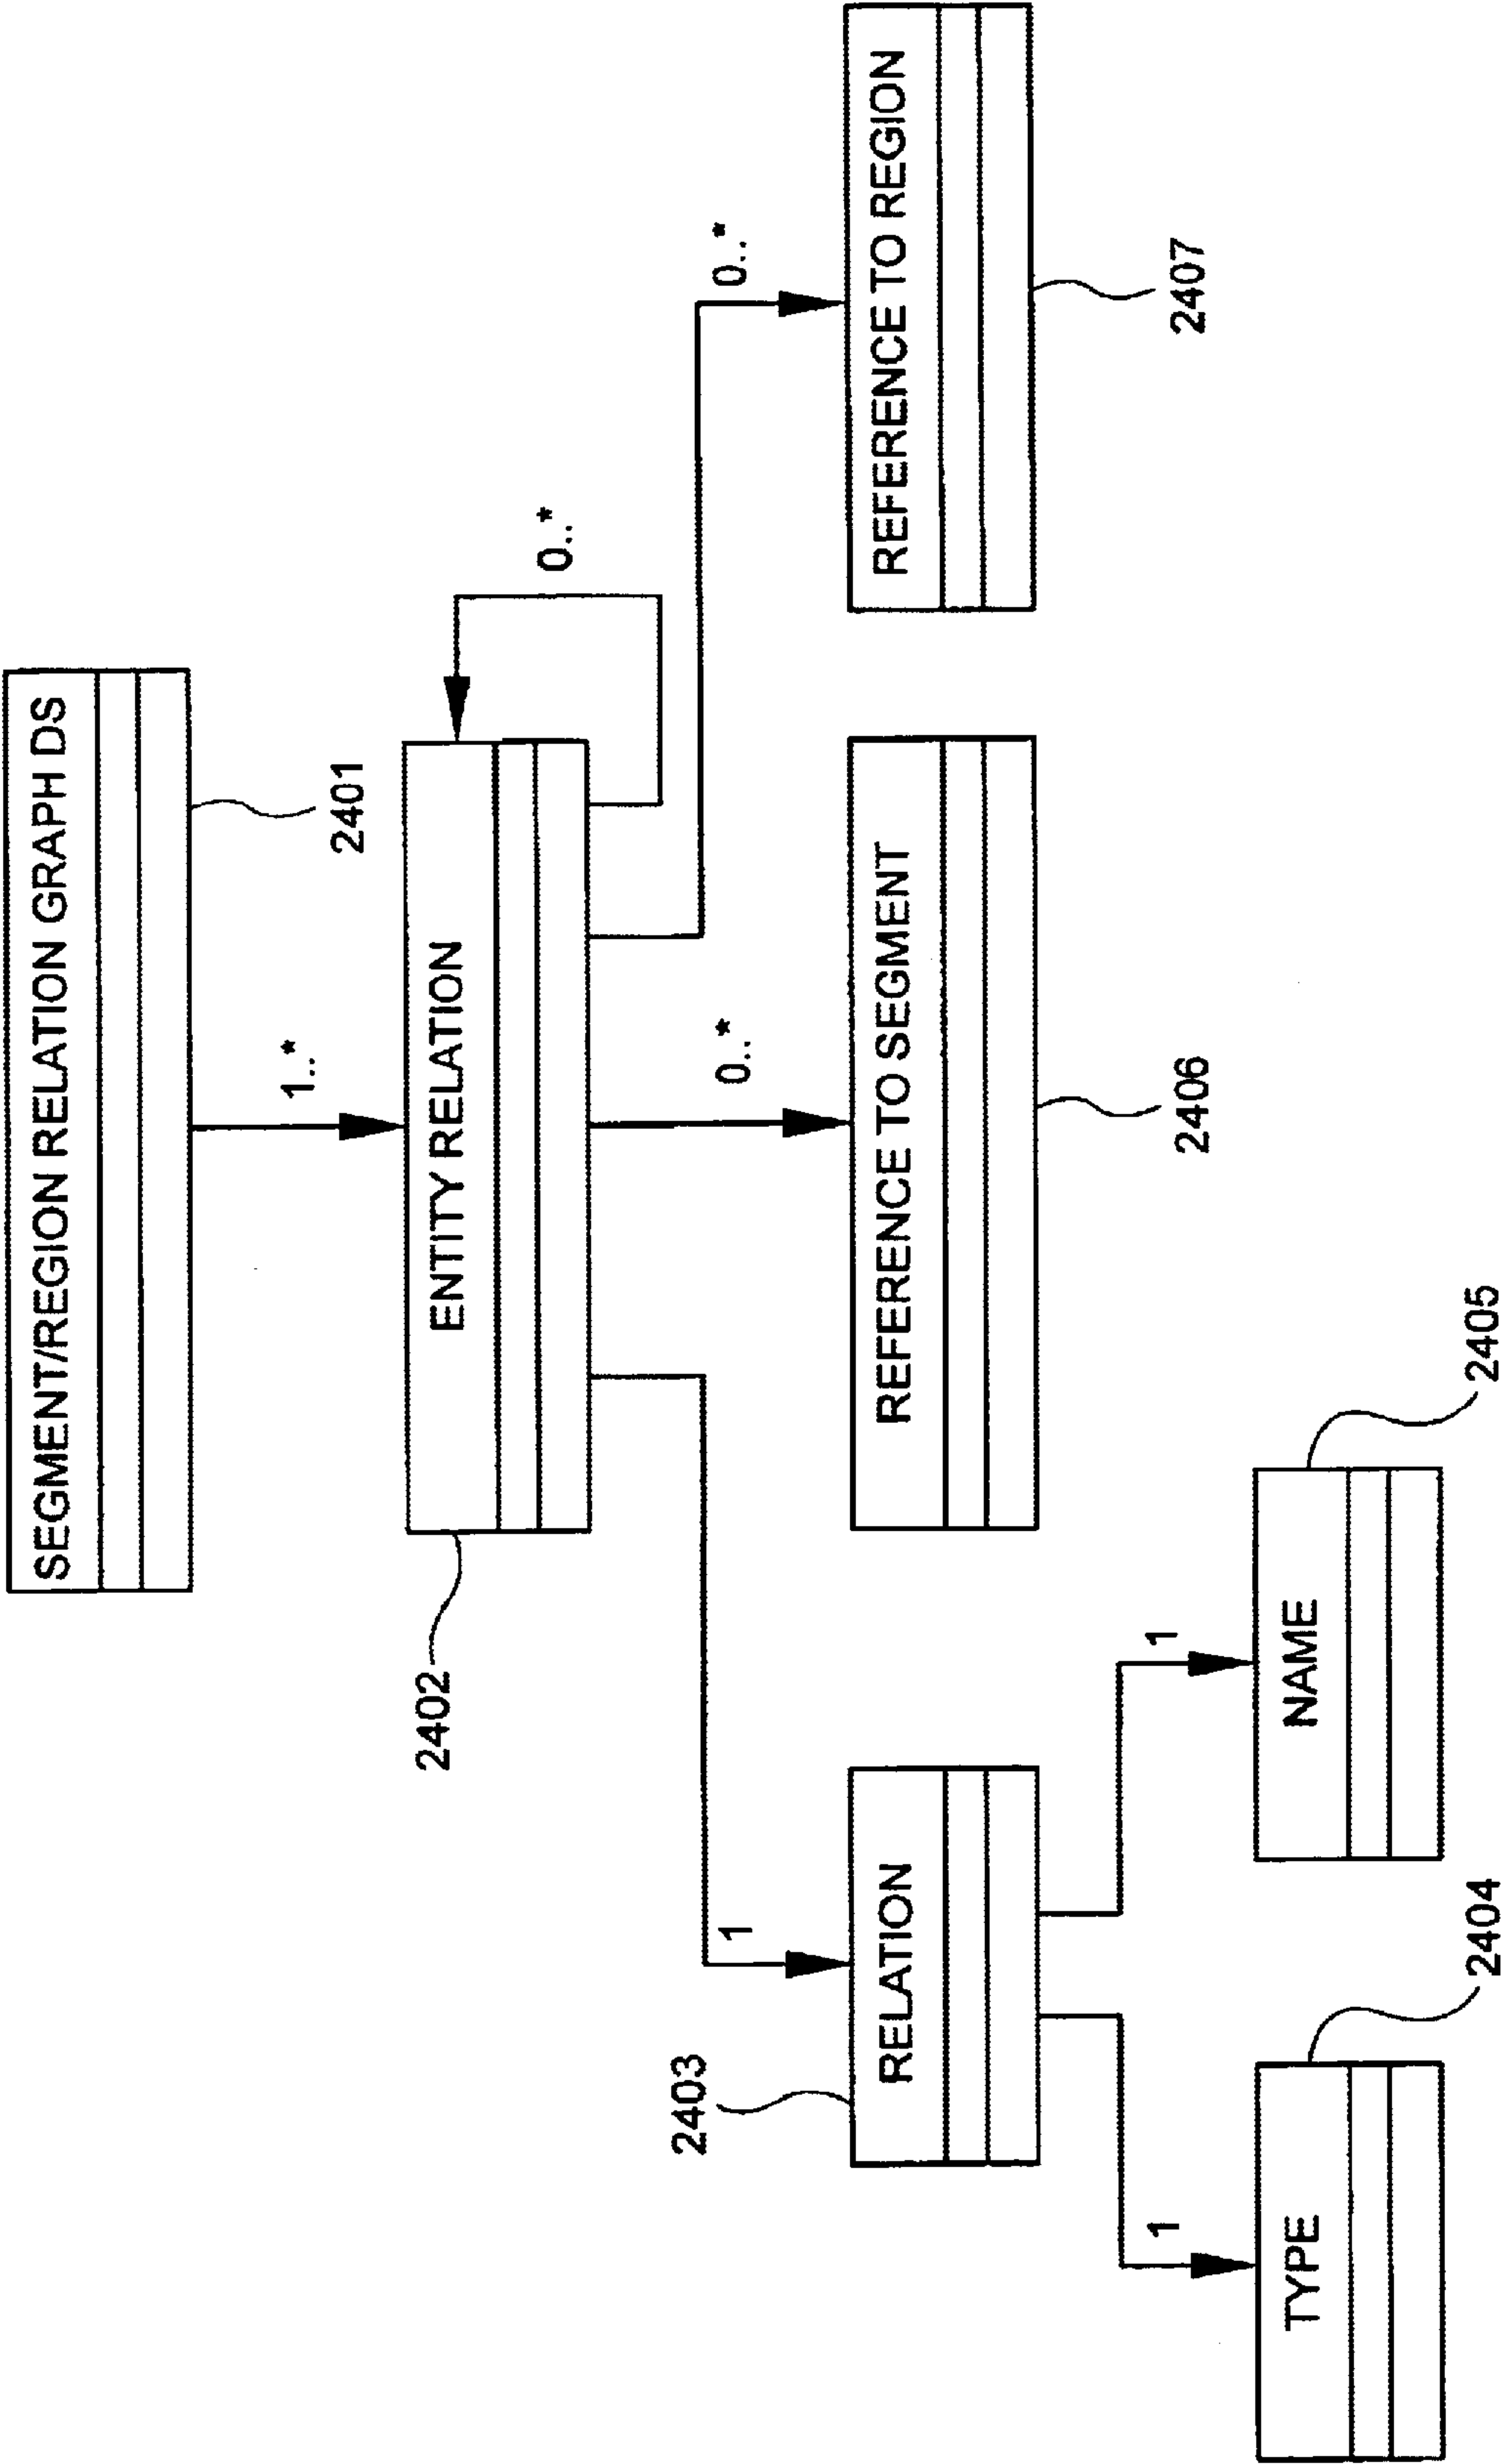 SEGMENT/REGION RELATION GRAPH DS
2401
1..*
2402
ENTITY RELATION
0..*
2403
1
0..*
0..*
RELATION
REFERENCE TO SEGMENT
REFERENCE TO REGION
2406
2407
1
1
TYPE
2404
NAME
2405